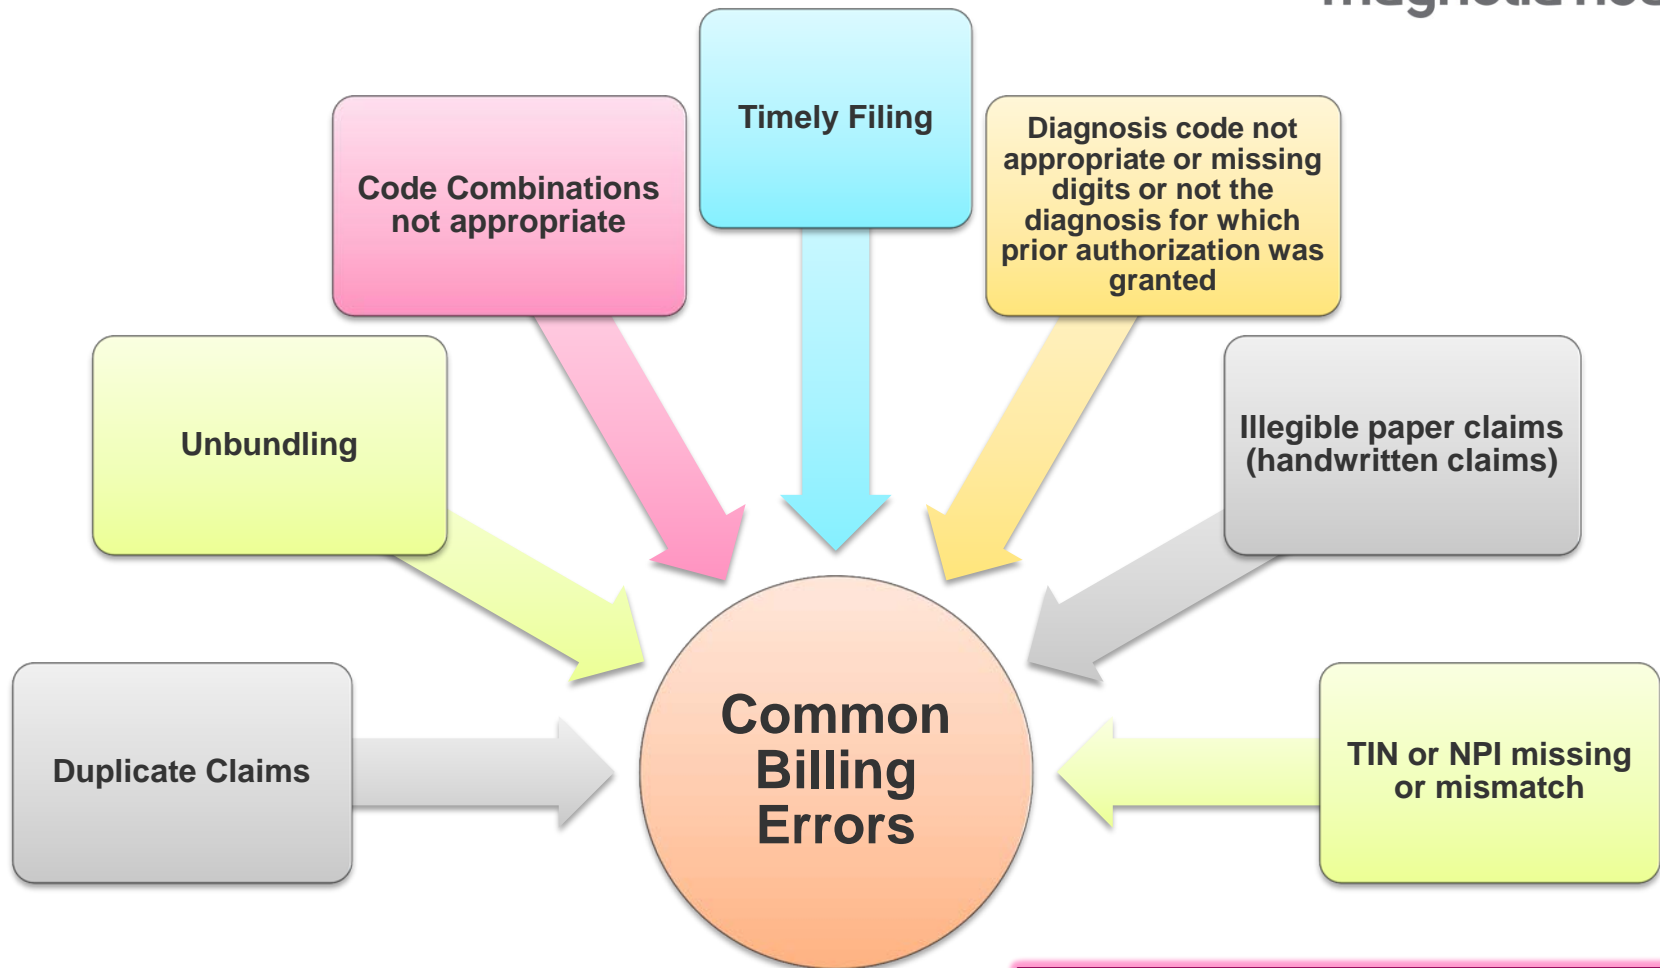 Timely Filing
Code Combinations
not appropriate
Diagnosis code not
appropriate or missing
digits or not the
diagnosis for which
prior authorization was
granted
Unbundling
Illegible paper claims
(handwritten claims)
Duplicate Claims
Common
Billing
Errors
TIN or NPI missing
or mismatch